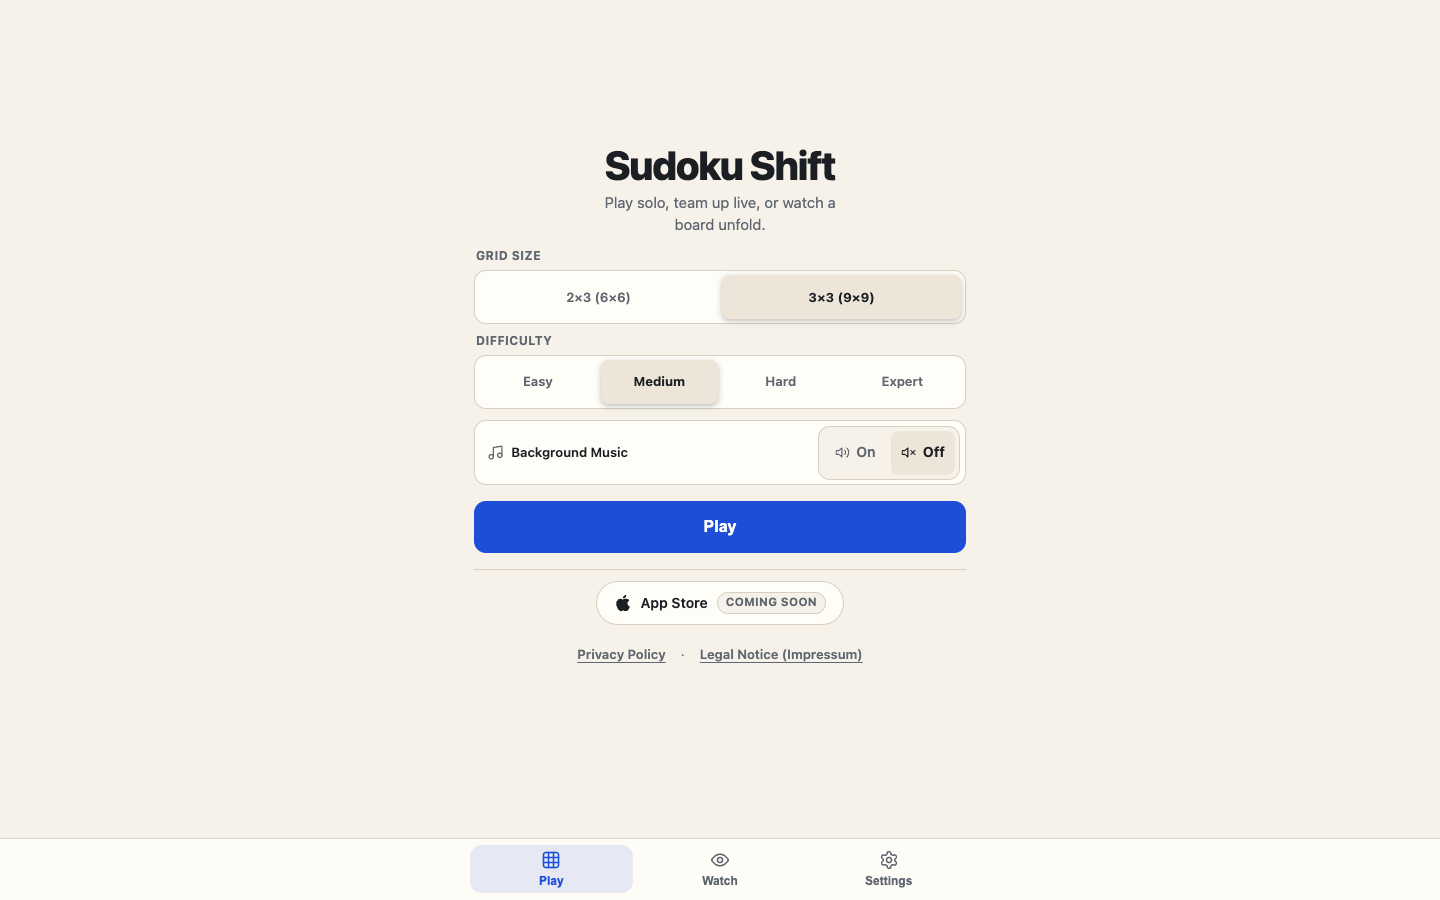 Sudoku Shift
Play solo, team up live, or watch a
board unfold.
GRID SIZE
2×3 (6×6) 3×3 (9×9)
DIFFICULTY
Easy Medium Hard Expert
Background Music On Off
Play
App Store COMING SOON
Privacy Policy · Legal Notice (Impressum)
Play Watch Settings